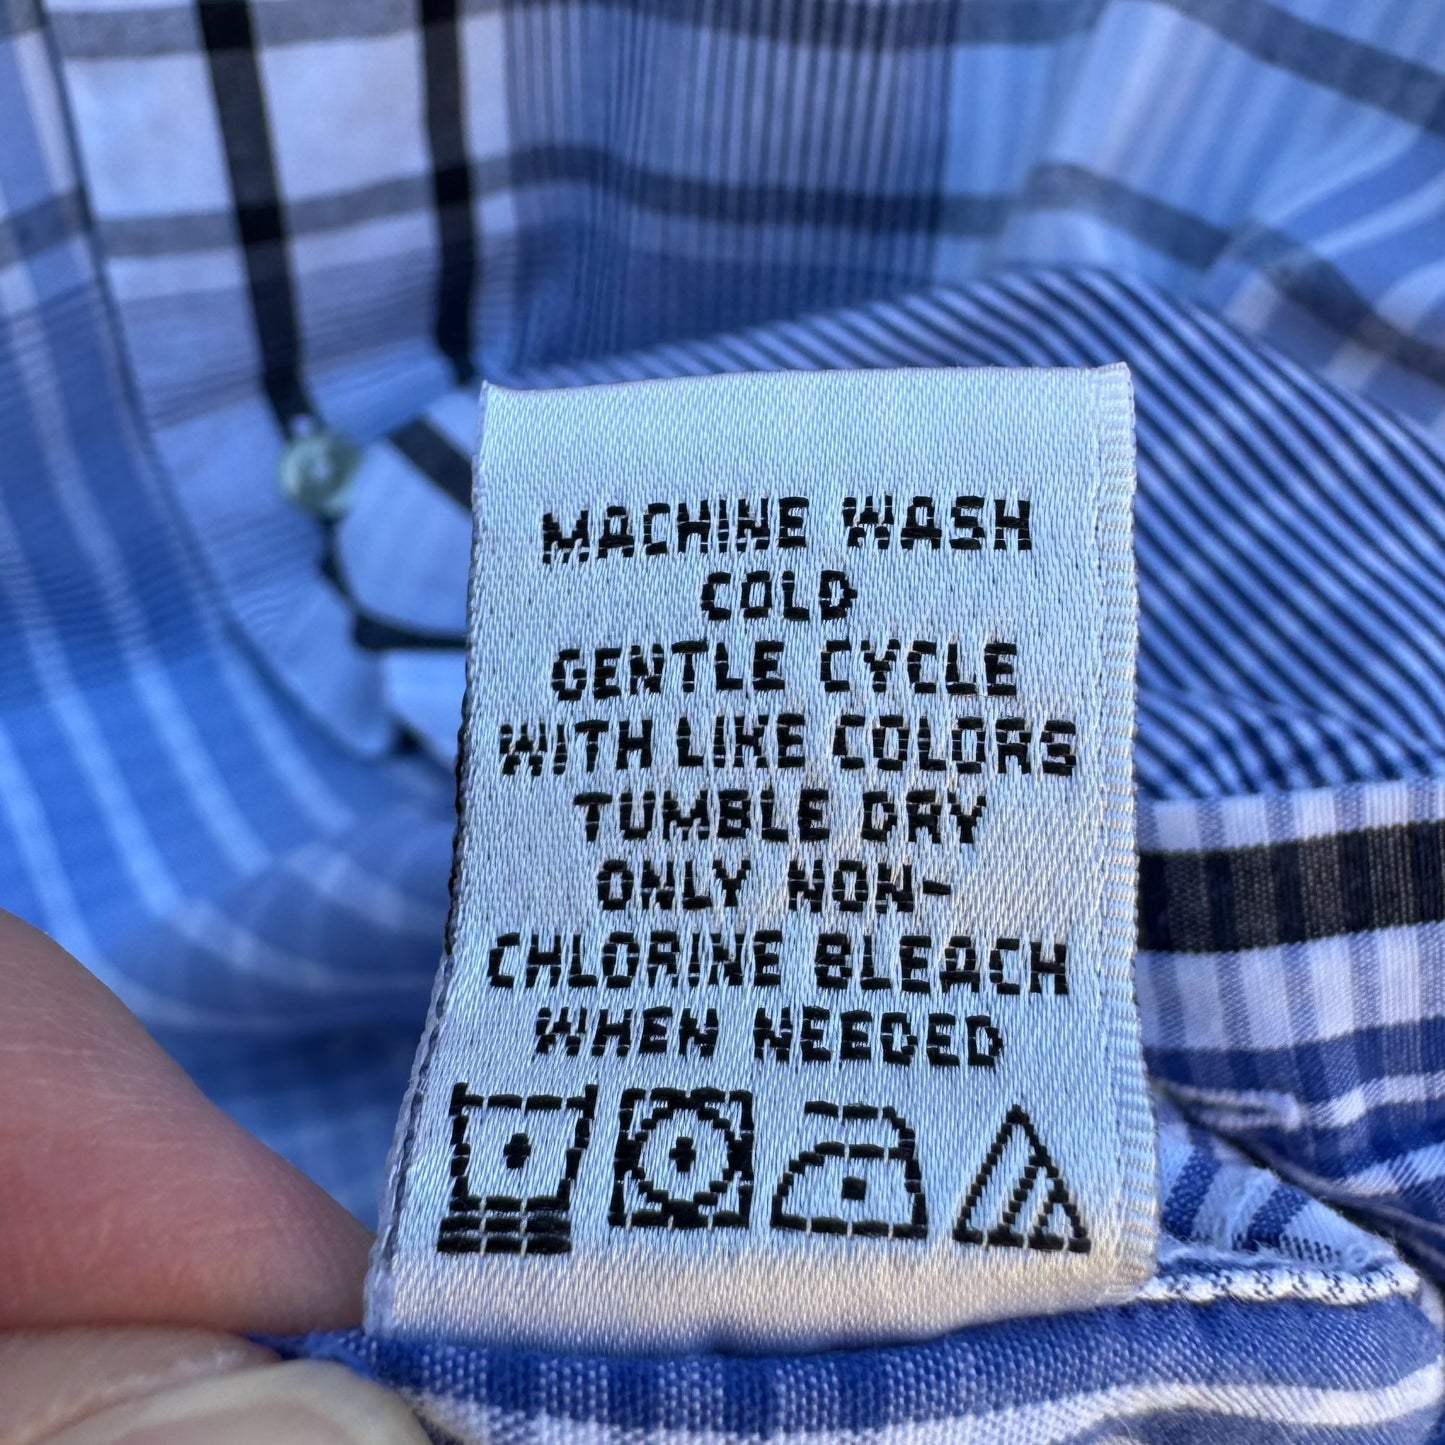 MACHINE WASH
COLD
GENTLE CYCLE
WITH LIKE COLORS
TUMBLE DRY
ONLY NON-
CHLORINE BLEACH
WHEN NEEDED